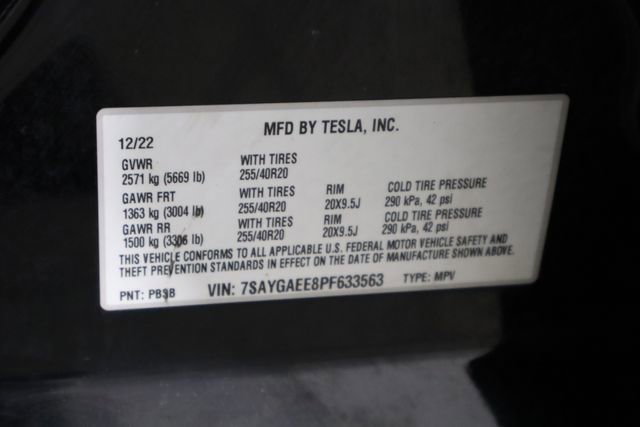 MFD BY TESLA, INC.
12/22
GVWR WITH TIRES
2571 kg (5669 lb) 255/40R20
GAWR FRT WITH TIRES RIM COLD TIRE PRESSURE
1363 kg (3004 lb) 255/40R20 20X9.5J 290 kPa, 42 psi
GAWR RR WITH TIRES RIM COLD TIRE PRESSURE
1500 kg (3306 lb) 255/40R20 20X9.5J 290 kPa, 42 psi
THIS VEHICLE CONFORMS TO ALL APPLICABLE U.S. FEDERAL MOTOR VEHICLE SAFETY AND
THEFT PREVENTION STANDARDS IN EFFECT ON THE DATE OF MANUFACTURE SHOWN ABOVE.
PNT: PBSB VIN: 7SAYGAEE8PF633563 TYPE: MPV